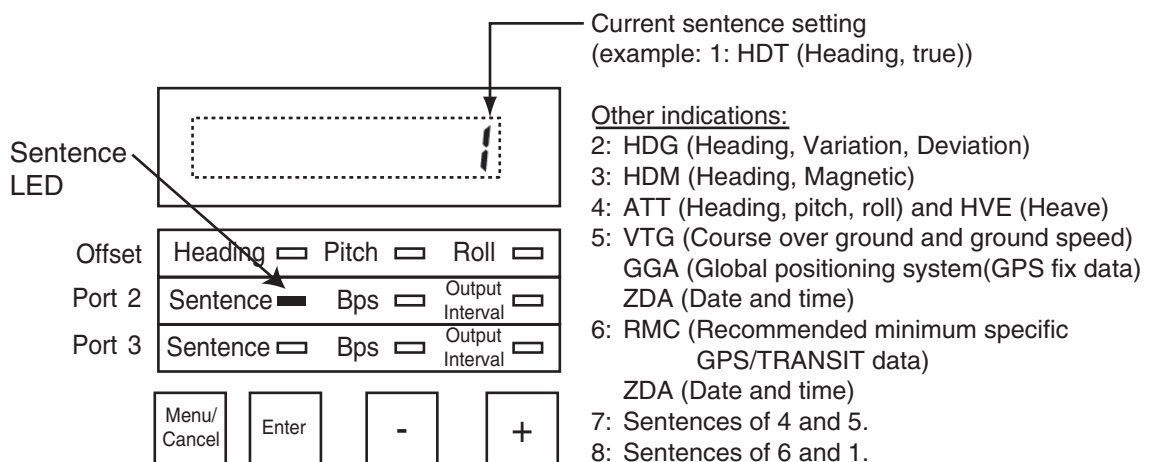 Current sentence setting
(example: 1: HDT (Heading, true))
Other indications:
2: HDG (Heading, Variation, Deviation)
3: HDM (Heading, Magnetic)
4: ATT (Heading, pitch, roll) and HVE (Heave)
5: VTG (Course over ground and ground speed)
GGA (Global positioning system(GPS fix data)
ZDA (Date and time)
6: RMC (Recommended minimum specific
GPS/TRANSIT data)
ZDA (Date and time)
7: Sentences of 4 and 5.
8: Sentences of 6 and 1.
Sentence
LED
1
Offset Heading Pitch Roll
Port 2 Sentence Bps Output
Interval
Port 3 Sentence Bps Output
Interval
Menu/
Cancel
Enter
-
+